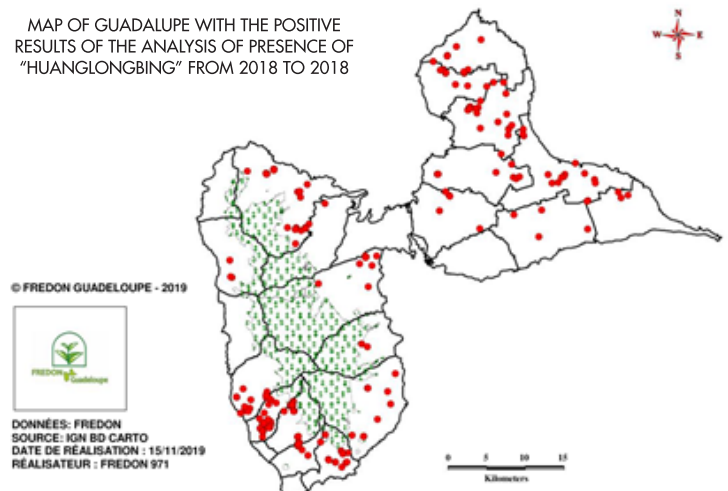 MAP OF GUADALUPE WITH THE POSITIVE
RESULTS OF THE ANALYSIS OF PRESENCE OF
“HUANGLONGBING” FROM 2018 TO 2018
N
W E
S
© FREDON GUADELOUPE - 2019
FREDON
Guadeloupe
DONNÉES: FREDON
SOURCE: IGN BD CARTO
DATE DE RÉALISATION : 15/11/2019
RÉALISATEUR : FREDON 971
0 5 10 15
Kilometers